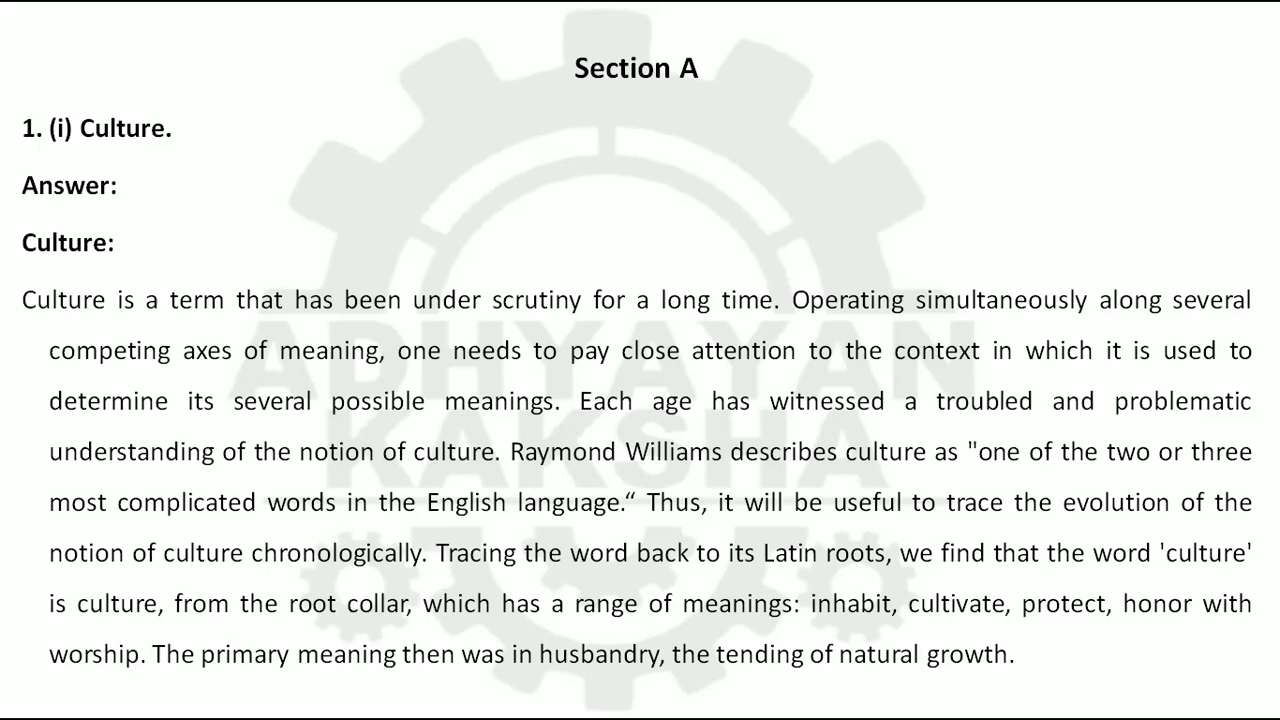 Section A
1. (i) Culture.
Answer:
Culture:
Culture is a term that has been under scrutiny for a long time. Operating simultaneously along several
competing axes of meaning, one needs to pay close attention to the context in which it is used to
determine its several possible meanings. Each age has witnessed a troubled and problematic
understanding of the notion of culture. Raymond Williams describes culture as "one of the two or three
most complicated words in the English language.“ Thus, it will be useful to trace the evolution of the
notion of culture chronologically. Tracing the word back to its Latin roots, we find that the word 'culture'
is culture, from the root collar, which has a range of meanings: inhabit, cultivate, protect, honor with
worship. The primary meaning then was in husbandry, the tending of natural growth.
ADHYAYAN
KAKSHA